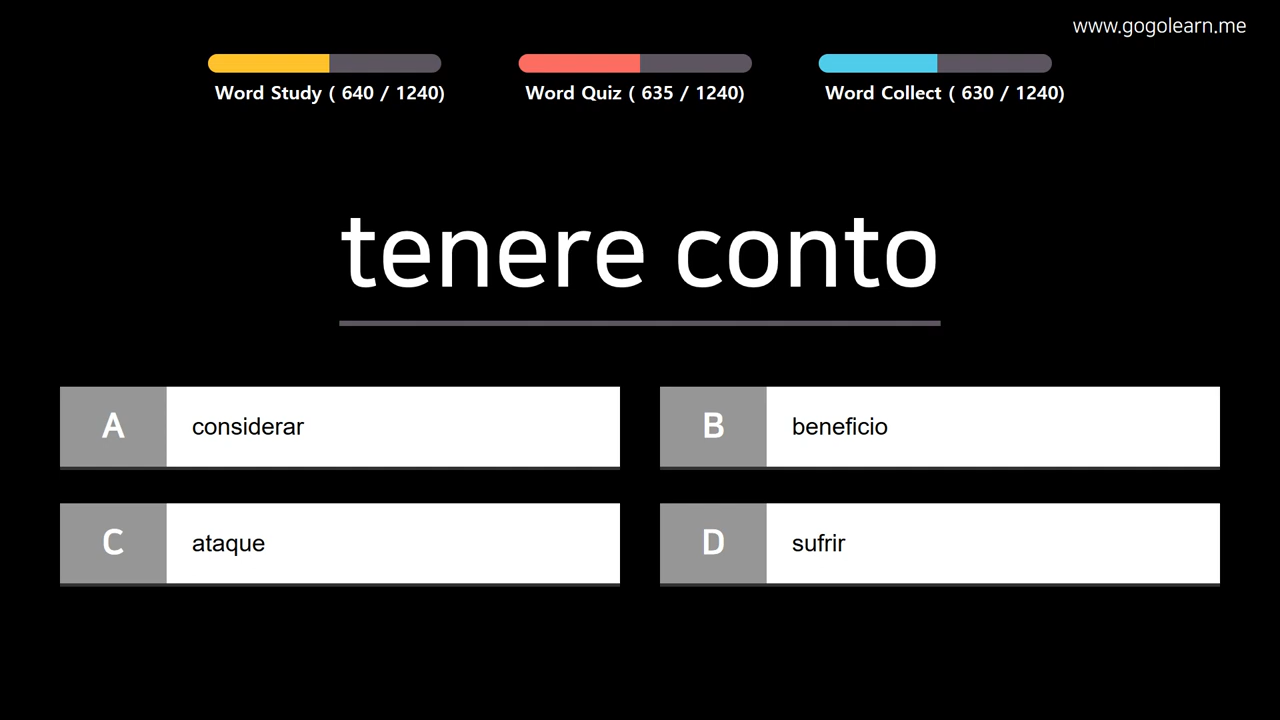 www.gogolearn.me
Word Study ( 640 / 1240)
Word Quiz ( 635 / 1240)
Word Collect ( 630 / 1240)
tenere conto
A considerar
B beneficio
C ataque
D sufrir